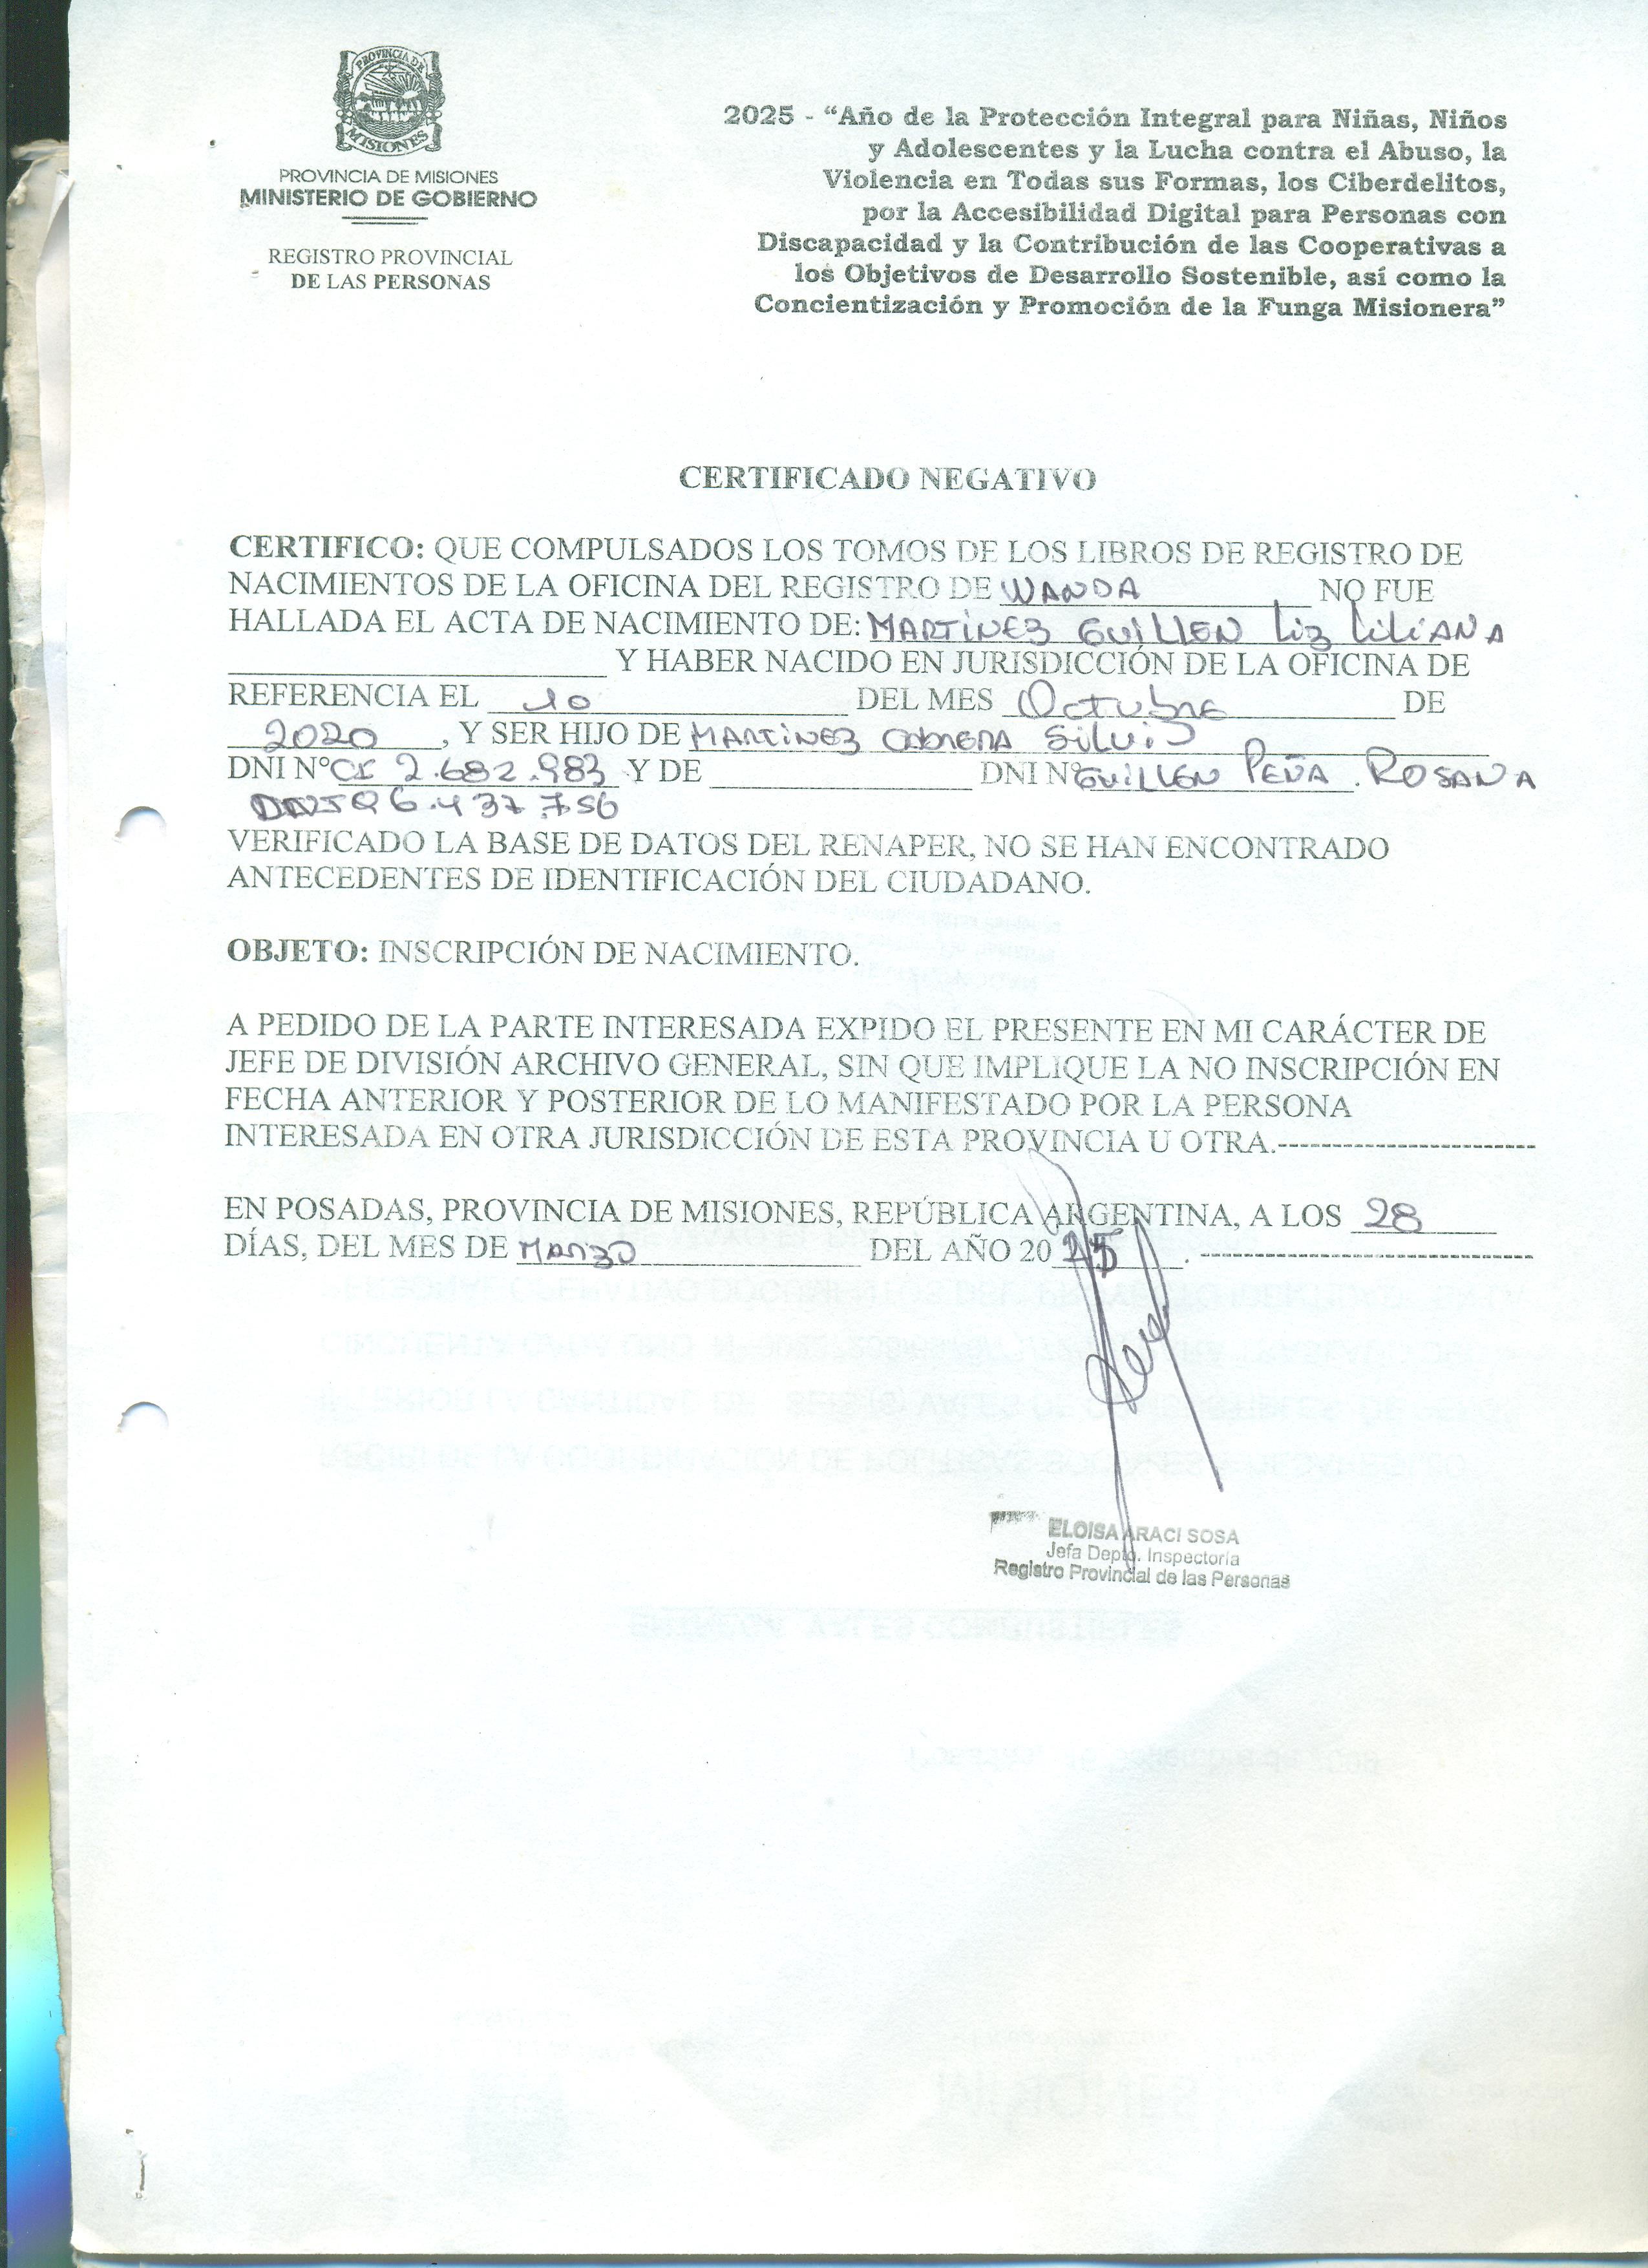 PROVINCIA DE
MISIONES
PROVINCIA DE MISIONES
MINISTERIO DE GOBIERNO
REGISTRO PROVINCIAL
DE LAS PERSONAS
2025 - “Año de la Protección Integral para Niñas, Niños
y Adolescentes y la Lucha contra el Abuso, la
Violencia en Todas sus Formas, los Ciberdelitos,
por la Accesibilidad Digital para Personas con
Discapacidad y la Contribución de las Cooperativas a
los Objetivos de Desarrollo Sostenible, así como la
Concientización y Promoción de la Funga Misionera”
CERTIFICADO NEGATIVO
CERTIFICO: QUE COMPULSADOS LOS TOMOS DE LOS LIBROS DE REGISTRO DE
NACIMIENTOS DE LA OFICINA DEL REGISTRO DE WANDA NO FUE
HALLADA EL ACTA DE NACIMIENTO DE: MARTINEZ GUILLEN Liz LILIANA
Y HABER NACIDO EN JURISDICCIÓN DE LA OFICINA DE
REFERENCIA EL 10 DEL MES Octubre DE
2020, Y SER HIJO DE MARTINEZ CABRERA
DNI N° CI 2.682.983 Y DE DNI N° GUILLEN PEÑA . ROSANA
6.437.756
VERIFICADO LA BASE DE DATOS DEL RENAPER, NO SE HAN ENCONTRADO
ANTECEDENTES DE IDENTIFICACIÓN DEL CIUDADANO.
OBJETO: INSCRIPCIÓN DE NACIMIENTO.
A PEDIDO DE LA PARTE INTERESADA EXPIDO EL PRESENTE EN MI CARÁCTER DE
JEFE DE DIVISIÓN ARCHIVO GENERAL, SIN QUE IMPLIQUE LA NO INSCRIPCIÓN EN
FECHA ANTERIOR Y POSTERIOR DE LO MANIFESTADO POR LA PERSONA
INTERESADA EN OTRA JURISDICCIÓN DE ESTA PROVINCIA U OTRA.-----------------------
EN POSADAS, PROVINCIA DE MISIONES, REPÚBLICA ARGENTINA, A LOS 28
DÍAS, DEL MES DE MARZO DEL AÑO 2025. ------------------------------
ELOISA ARACI SOSA
Jefa Depto. Inspectoría
Registro Provincial de las Personas